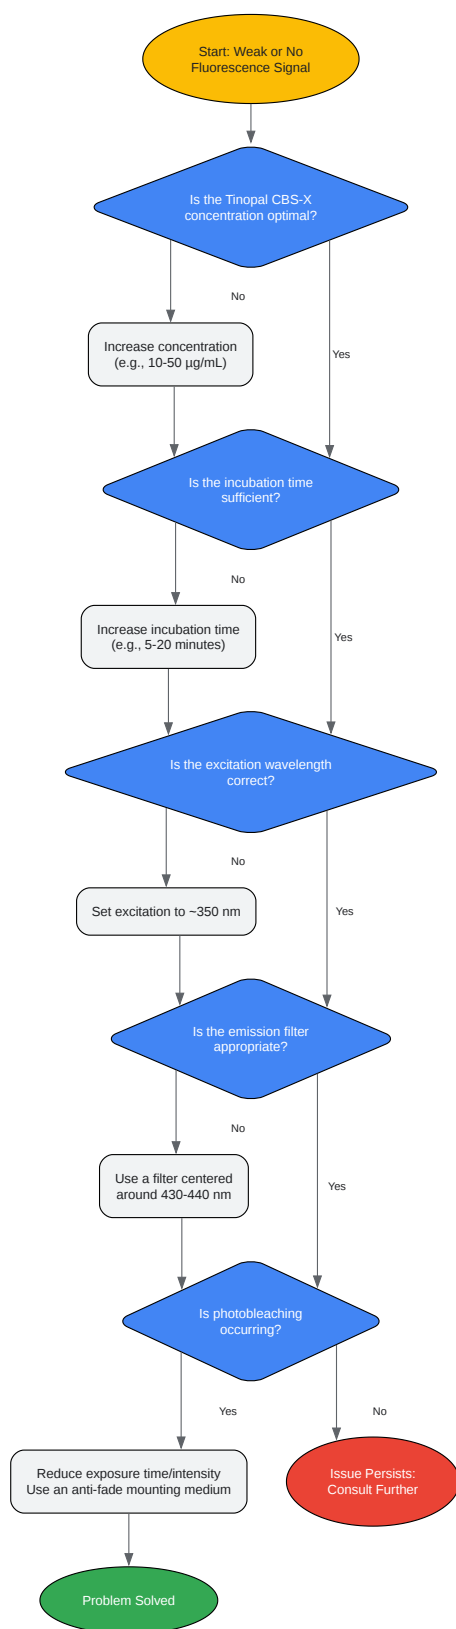 Start: Weak or No
Fluorescence Signal
Is the Tinopal CBS-X
concentration optimal?
No
Increase concentration
(e.g., 10-50 µg/mL)
Yes
Is the incubation time
sufficient?
No
Increase incubation time
(e.g., 5-20 minutes)
Yes
Is the excitation wavelength
correct?
No
Set excitation to ~350 nm
Yes
Is the emission filter
appropriate?
No
Use a filter centered
around 430-440 nm
Yes
Is photobleaching
occurring?
Yes
No
Reduce exposure time/intensity
Use an anti-fade mounting medium
Issue Persists:
Consult Further
Problem Solved